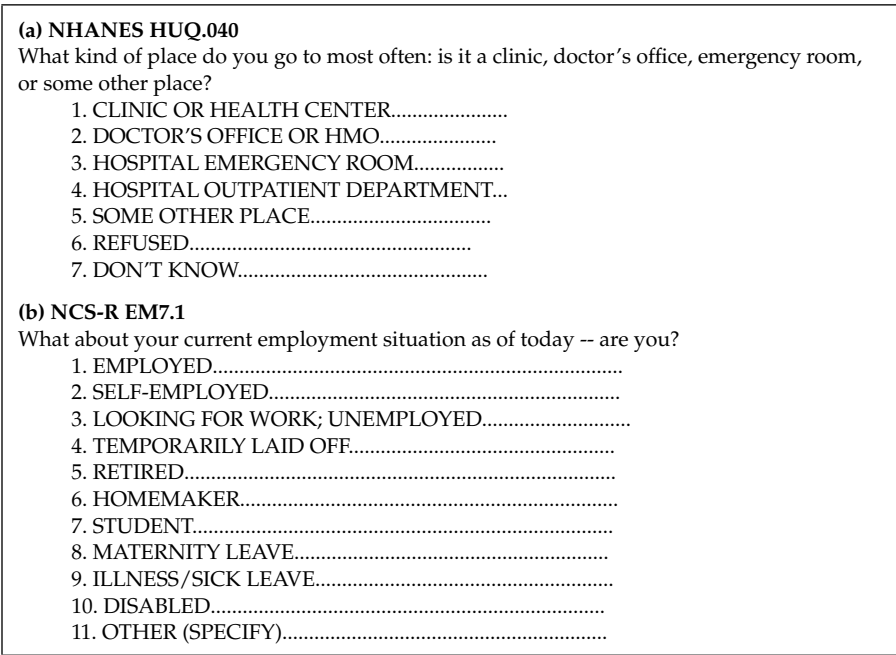 (a) NHANES HUQ.040
What kind of place do you go to most often: is it a clinic, doctor's office, emergency room,
or some other place?
1. CLINIC OR HEALTH CENTER......................
2. DOCTOR'S OFFICE OR HMO......................
3. HOSPITAL EMERGENCY ROOM.................
4. HOSPITAL OUTPATIENT DEPARTMENT...
5. SOME OTHER PLACE..................................
6. REFUSED.....................................................
7. DON'T KNOW...............................................
(b) NCS-R EM7.1
What about your current employment situation as of today -- are you?
1. EMPLOYED.............................................................................
2. SELF-EMPLOYED..................................................................
3. LOOKING FOR WORK; UNEMPLOYED............................
4. TEMPORARILY LAID OFF..................................................
5. RETIRED.................................................................................
6. HOMEMAKER.......................................................................
7. STUDENT...............................................................................
8. MATERNITY LEAVE...........................................................
9. ILLNESS/SICK LEAVE........................................................
10. DISABLED..........................................................................
11. OTHER (SPECIFY).............................................................